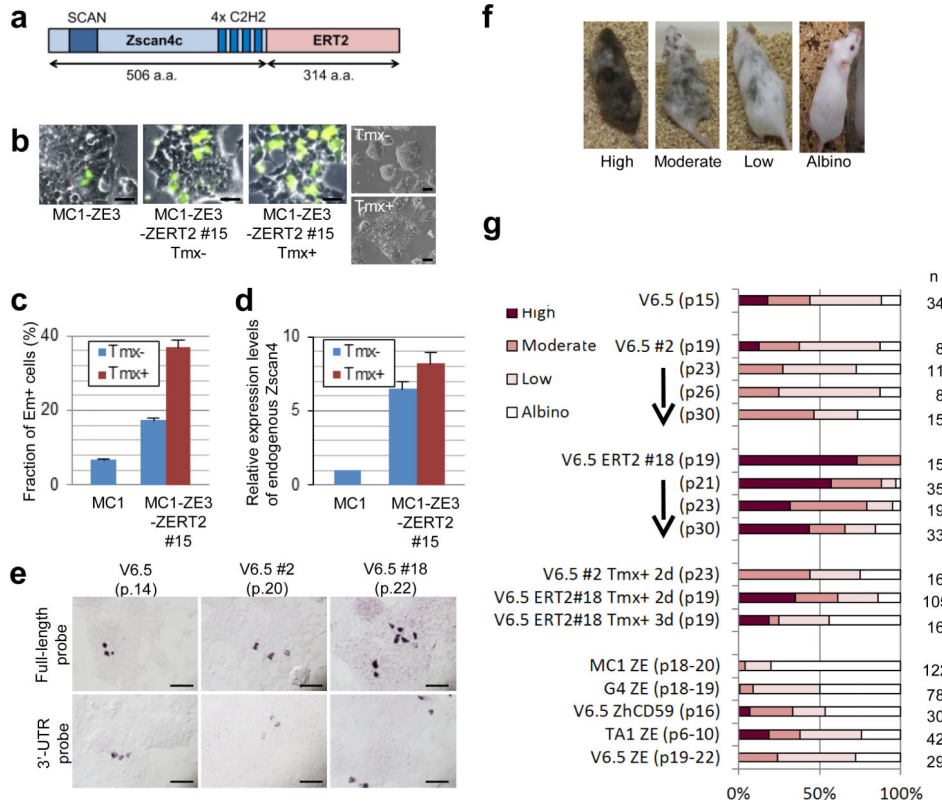 a
SCAN
4x C2H2
Zscan4c
ERT2
506 a.a.
314 a.a.
b
Tmx-
Tmx+
MC1-ZE3
MC1-ZE3
-ZERT2 #15
Tmx-
MC1-ZE3
-ZERT2 #15
Tmx+
c
Fraction of Em+ cells (%)
40
20
0
Tmx-
Tmx+
MC1
MC1-ZE3
-ZERT2
#15
d
Relative expression levels
of endogenous Zscan4
10
5
0
Tmx-
Tmx+
MC1
MC1-ZE3
-ZERT2
#15
e
V6.5
(p.14)
V6.5 #2
(p.20)
V6.5 #18
(p.22)
Full-length
probe
3'-UTR
probe
f
High
Moderate
Low
Albino
g
n
High
Moderate
Low
Albino
V6.5 (p15)
34
V6.5 #2 (p19)
8
(p23)
11
(p26)
8
(p30)
15
V6.5 ERT2 #18 (p19)
15
(p21)
35
(p23)
19
(p30)
33
V6.5 #2 Tmx+ 2d (p23)
16
V6.5 ERT2#18 Tmx+ 2d (p19)
105
V6.5 ERT2#18 Tmx+ 3d (p19)
16
MC1 ZE (p18-20)
122
G4 ZE (p18-19)
78
V6.5 ZhCD59 (p16)
30
TA1 ZE (p6-10)
42
V6.5 ZE (p19-22)
29
0%
50%
100%